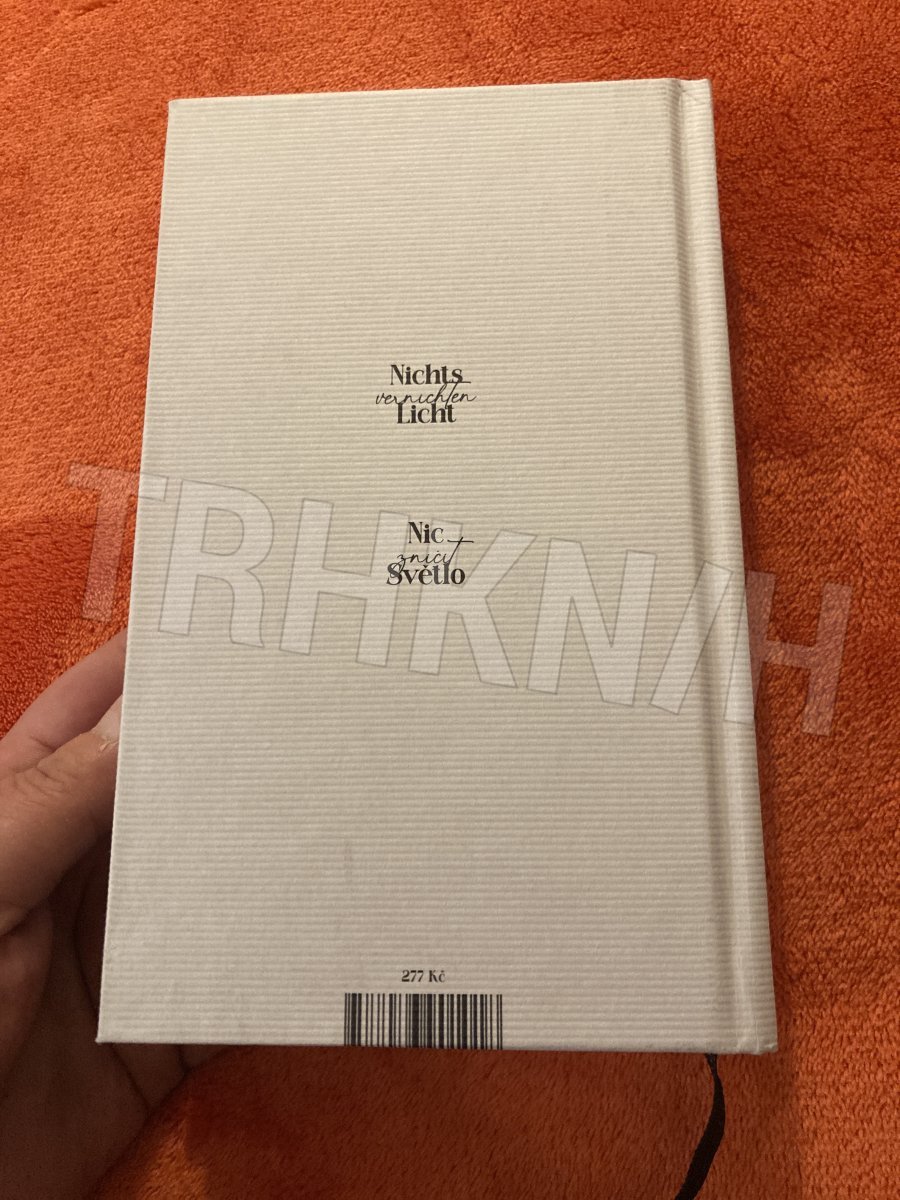 Nichts
vernichten
Licht
Nic
zničit
Světlo
TRHKNIH
277 Kč